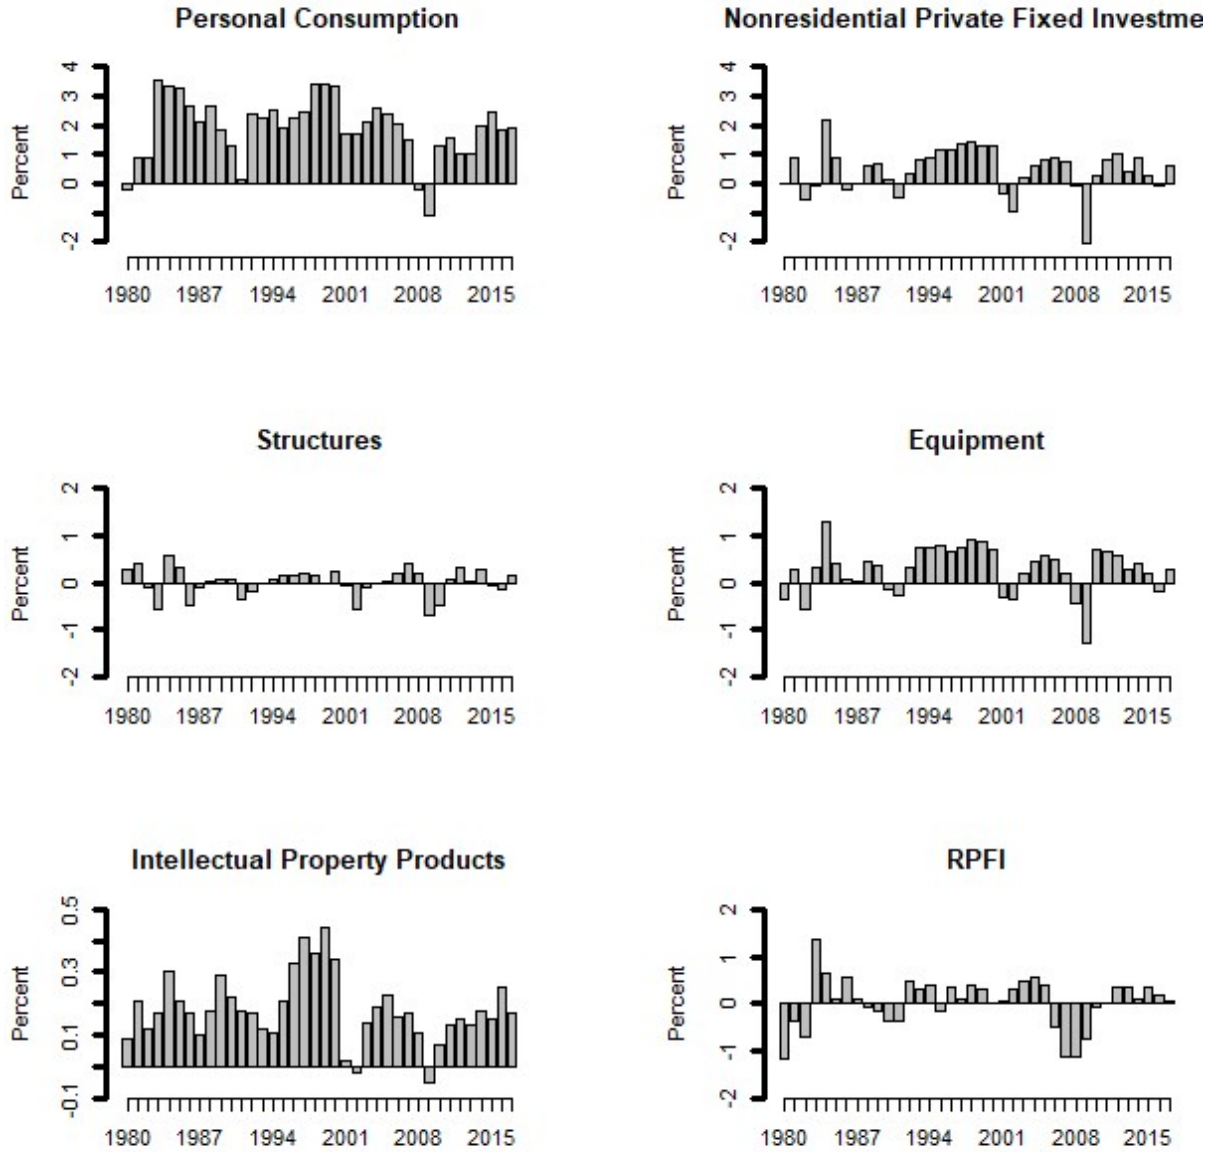 Personal Consumption
Percent
4
3
2
1
0
-2
1980 1987 1994 2001 2008 2015
Nonresidential Private Fixed Investme
Percent
4
3
2
1
0
-2
1980 1987 1994 2001 2008 2015
Structures
Percent
2
1
0
-1
-2
1980 1987 1994 2001 2008 2015
Equipment
Percent
2
1
0
-1
-2
1980 1987 1994 2001 2008 2015
Intellectual Property Products
Percent
0.5
0.3
0.1
-0.1
1980 1987 1994 2001 2008 2015
RPFI
Percent
2
1
0
-1
-2
1980 1987 1994 2001 2008 2015